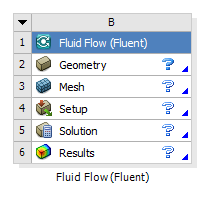 B
1 Fluid Flow (Fluent)
2 Geometry ?
3 Mesh ?
4 Setup ?
5 Solution ?
6 Results ?
Fluid Flow (Fluent)